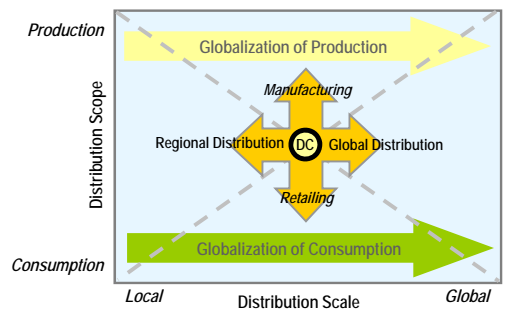 Production
Globalization of Production
Manufacturing
Regional Distribution
DC
Global Distribution
Distribution Scope
Retailing
Globalization of Consumption
Consumption
Local
Distribution Scale
Global